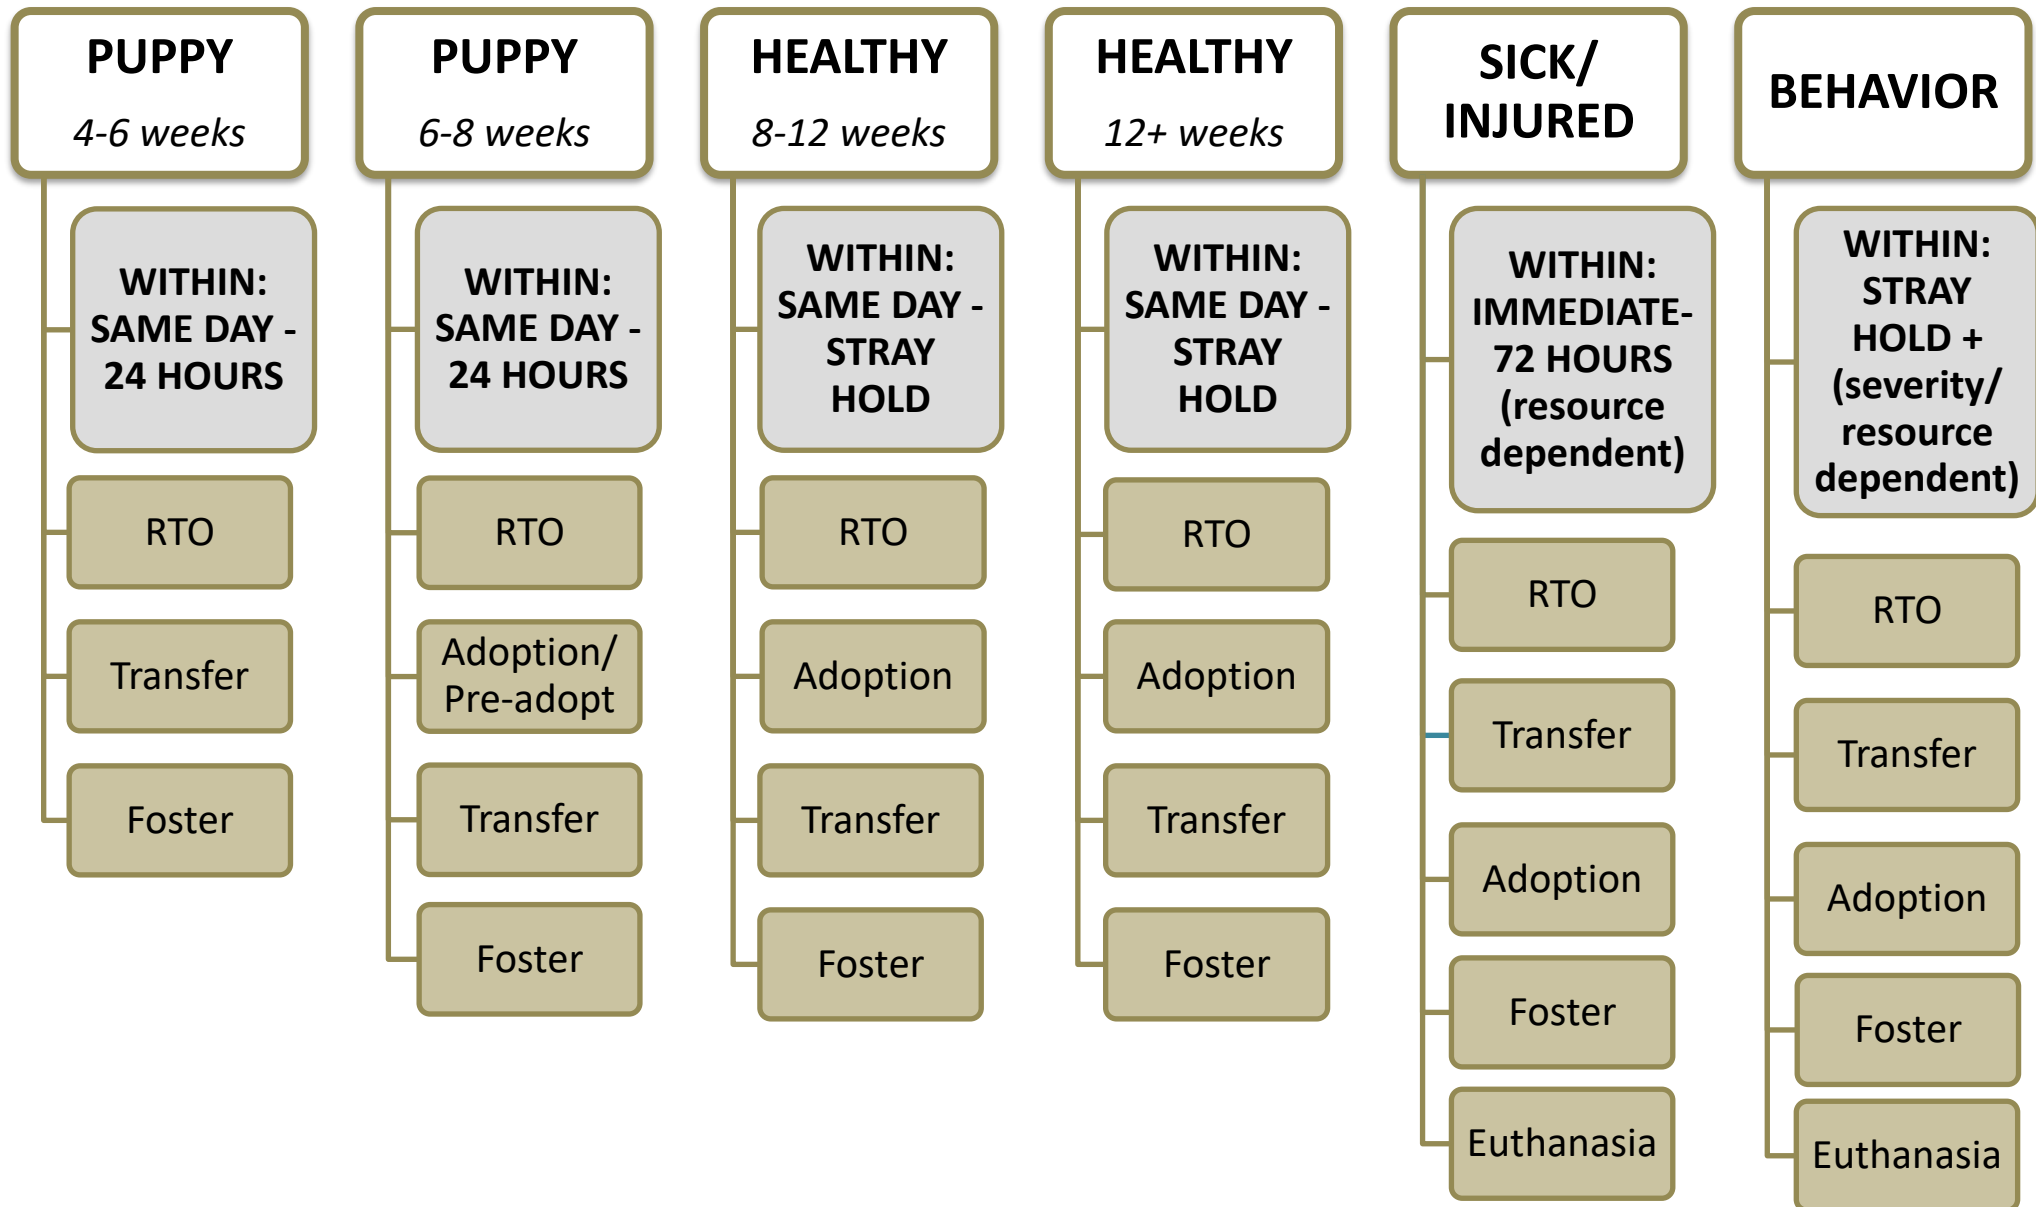 PUPPY
4-6 weeks
WITHIN:
SAME DAY -
24 HOURS
RTO
Transfer
Foster
PUPPY
6-8 weeks
WITHIN:
SAME DAY -
24 HOURS
RTO
Adoption/
Pre-adopt
Transfer
Foster
HEALTHY
8-12 weeks
WITHIN:
SAME DAY -
STRAY
HOLD
RTO
Adoption
Transfer
Foster
HEALTHY
12+ weeks
WITHIN:
SAME DAY -
STRAY
HOLD
RTO
Adoption
Transfer
Foster
SICK/
INJURED
WITHIN:
IMMEDIATE-
72 HOURS
(resource
dependent)
RTO
Transfer
Adoption
Foster
Euthanasia
BEHAVIOR
WITHIN:
STRAY
HOLD +
(severity/
resource
dependent)
RTO
Transfer
Adoption
Foster
Euthanasia